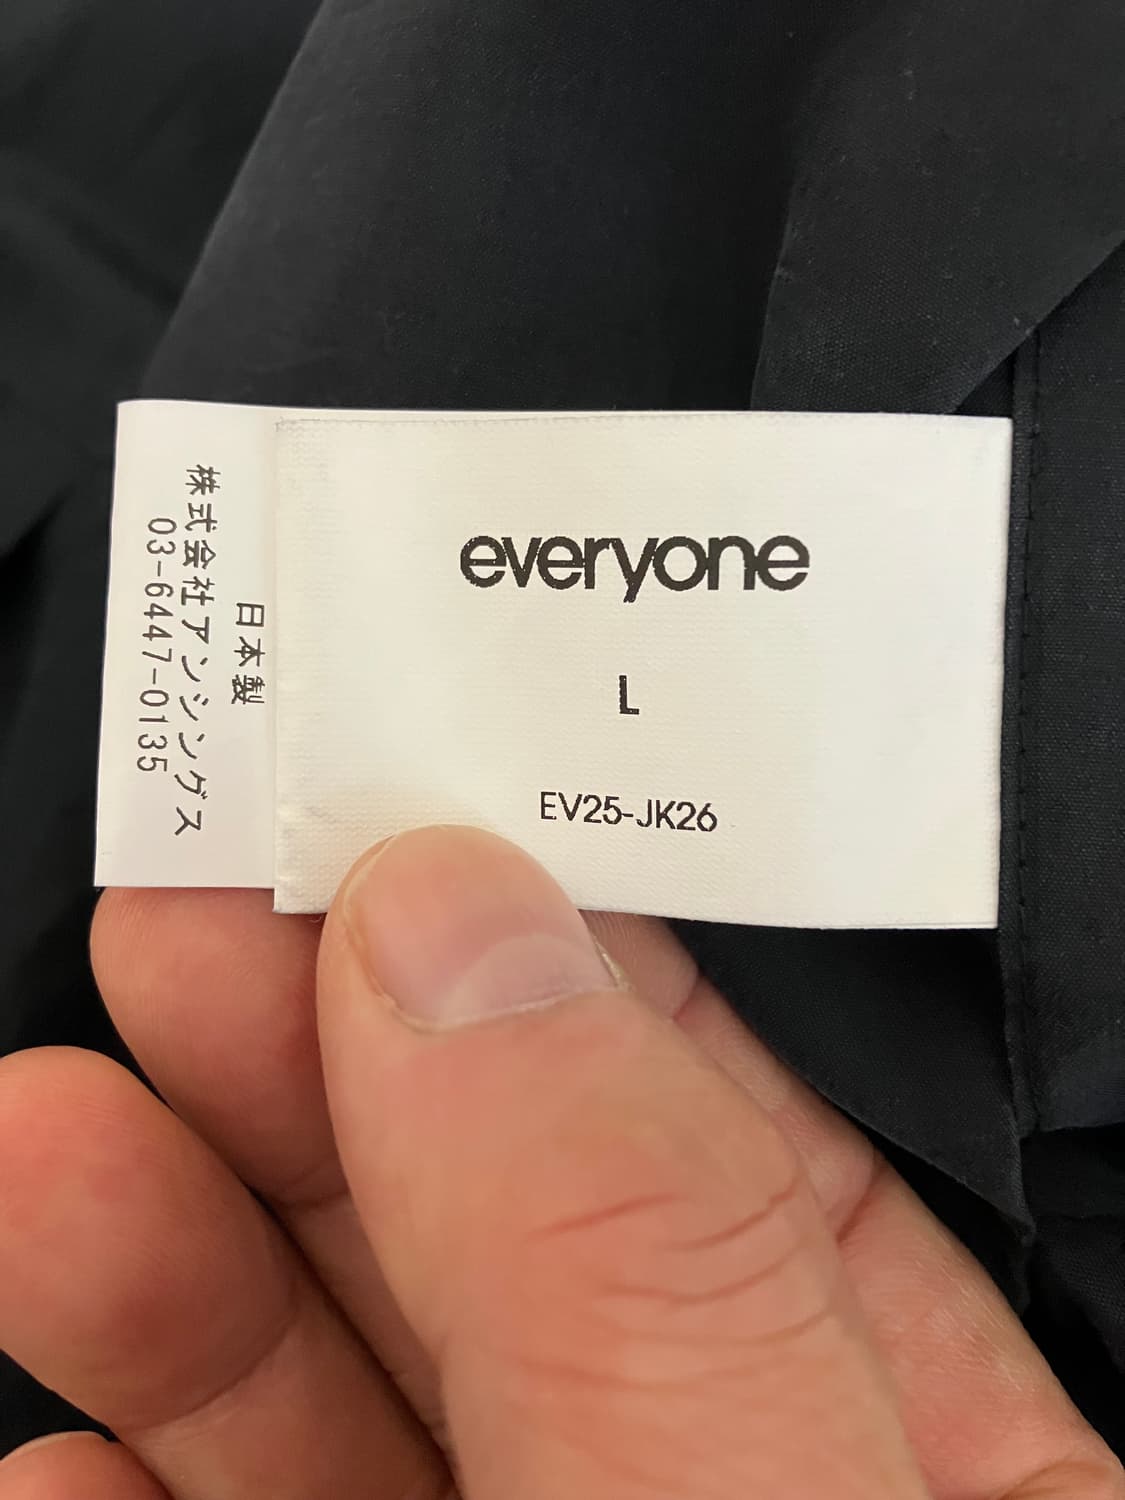 everyone
L
EV25-JK26
日本製
株式会社アンシングス
03-6447-0135